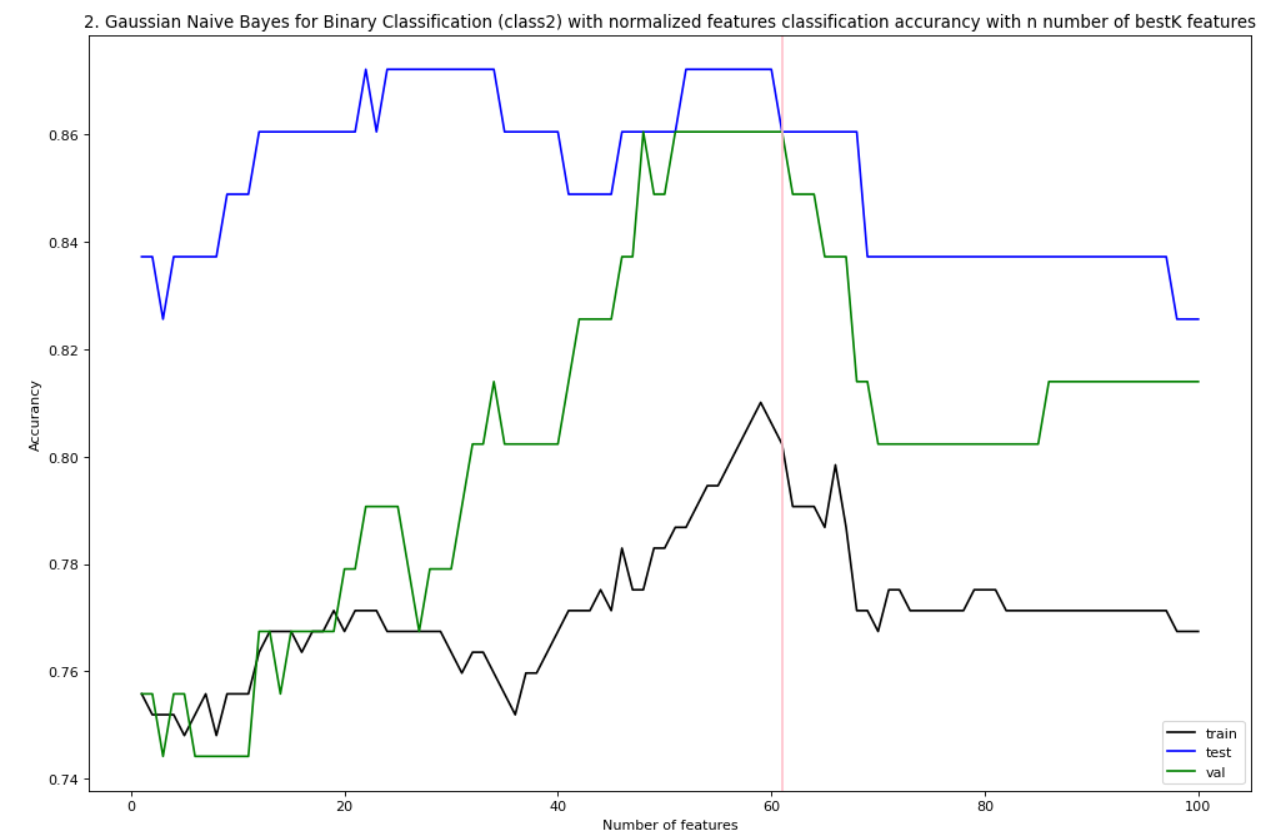 2. Gaussian Naive Bayes for Binary Classification (class2) with normalized features classification accurancy with n number of bestK features
Accurancy
0.86
0.84
0.82
0.80
0.78
0.76
0.74
0 20 40 60 80 100
Number of features
train
test
val